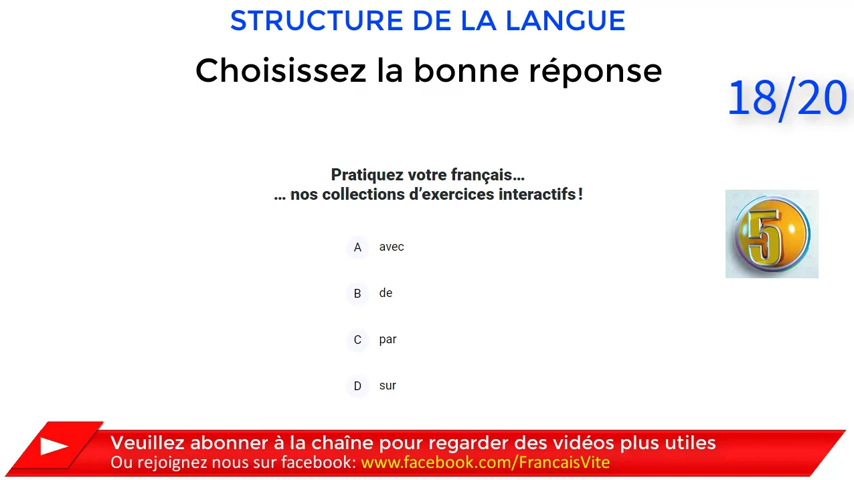 STRUCTURE DE LA LANGUE
Choisissez la bonne réponse
18/20
Pratiquez votre français...
... nos collections d'exercices interactifs !
5
A avec
B de
C par
D sur
Veuillez abonner à la chaîne pour regarder des vidéos plus utiles
Ou rejoignez nous sur facebook: www.facebook.com/FrancaisVite